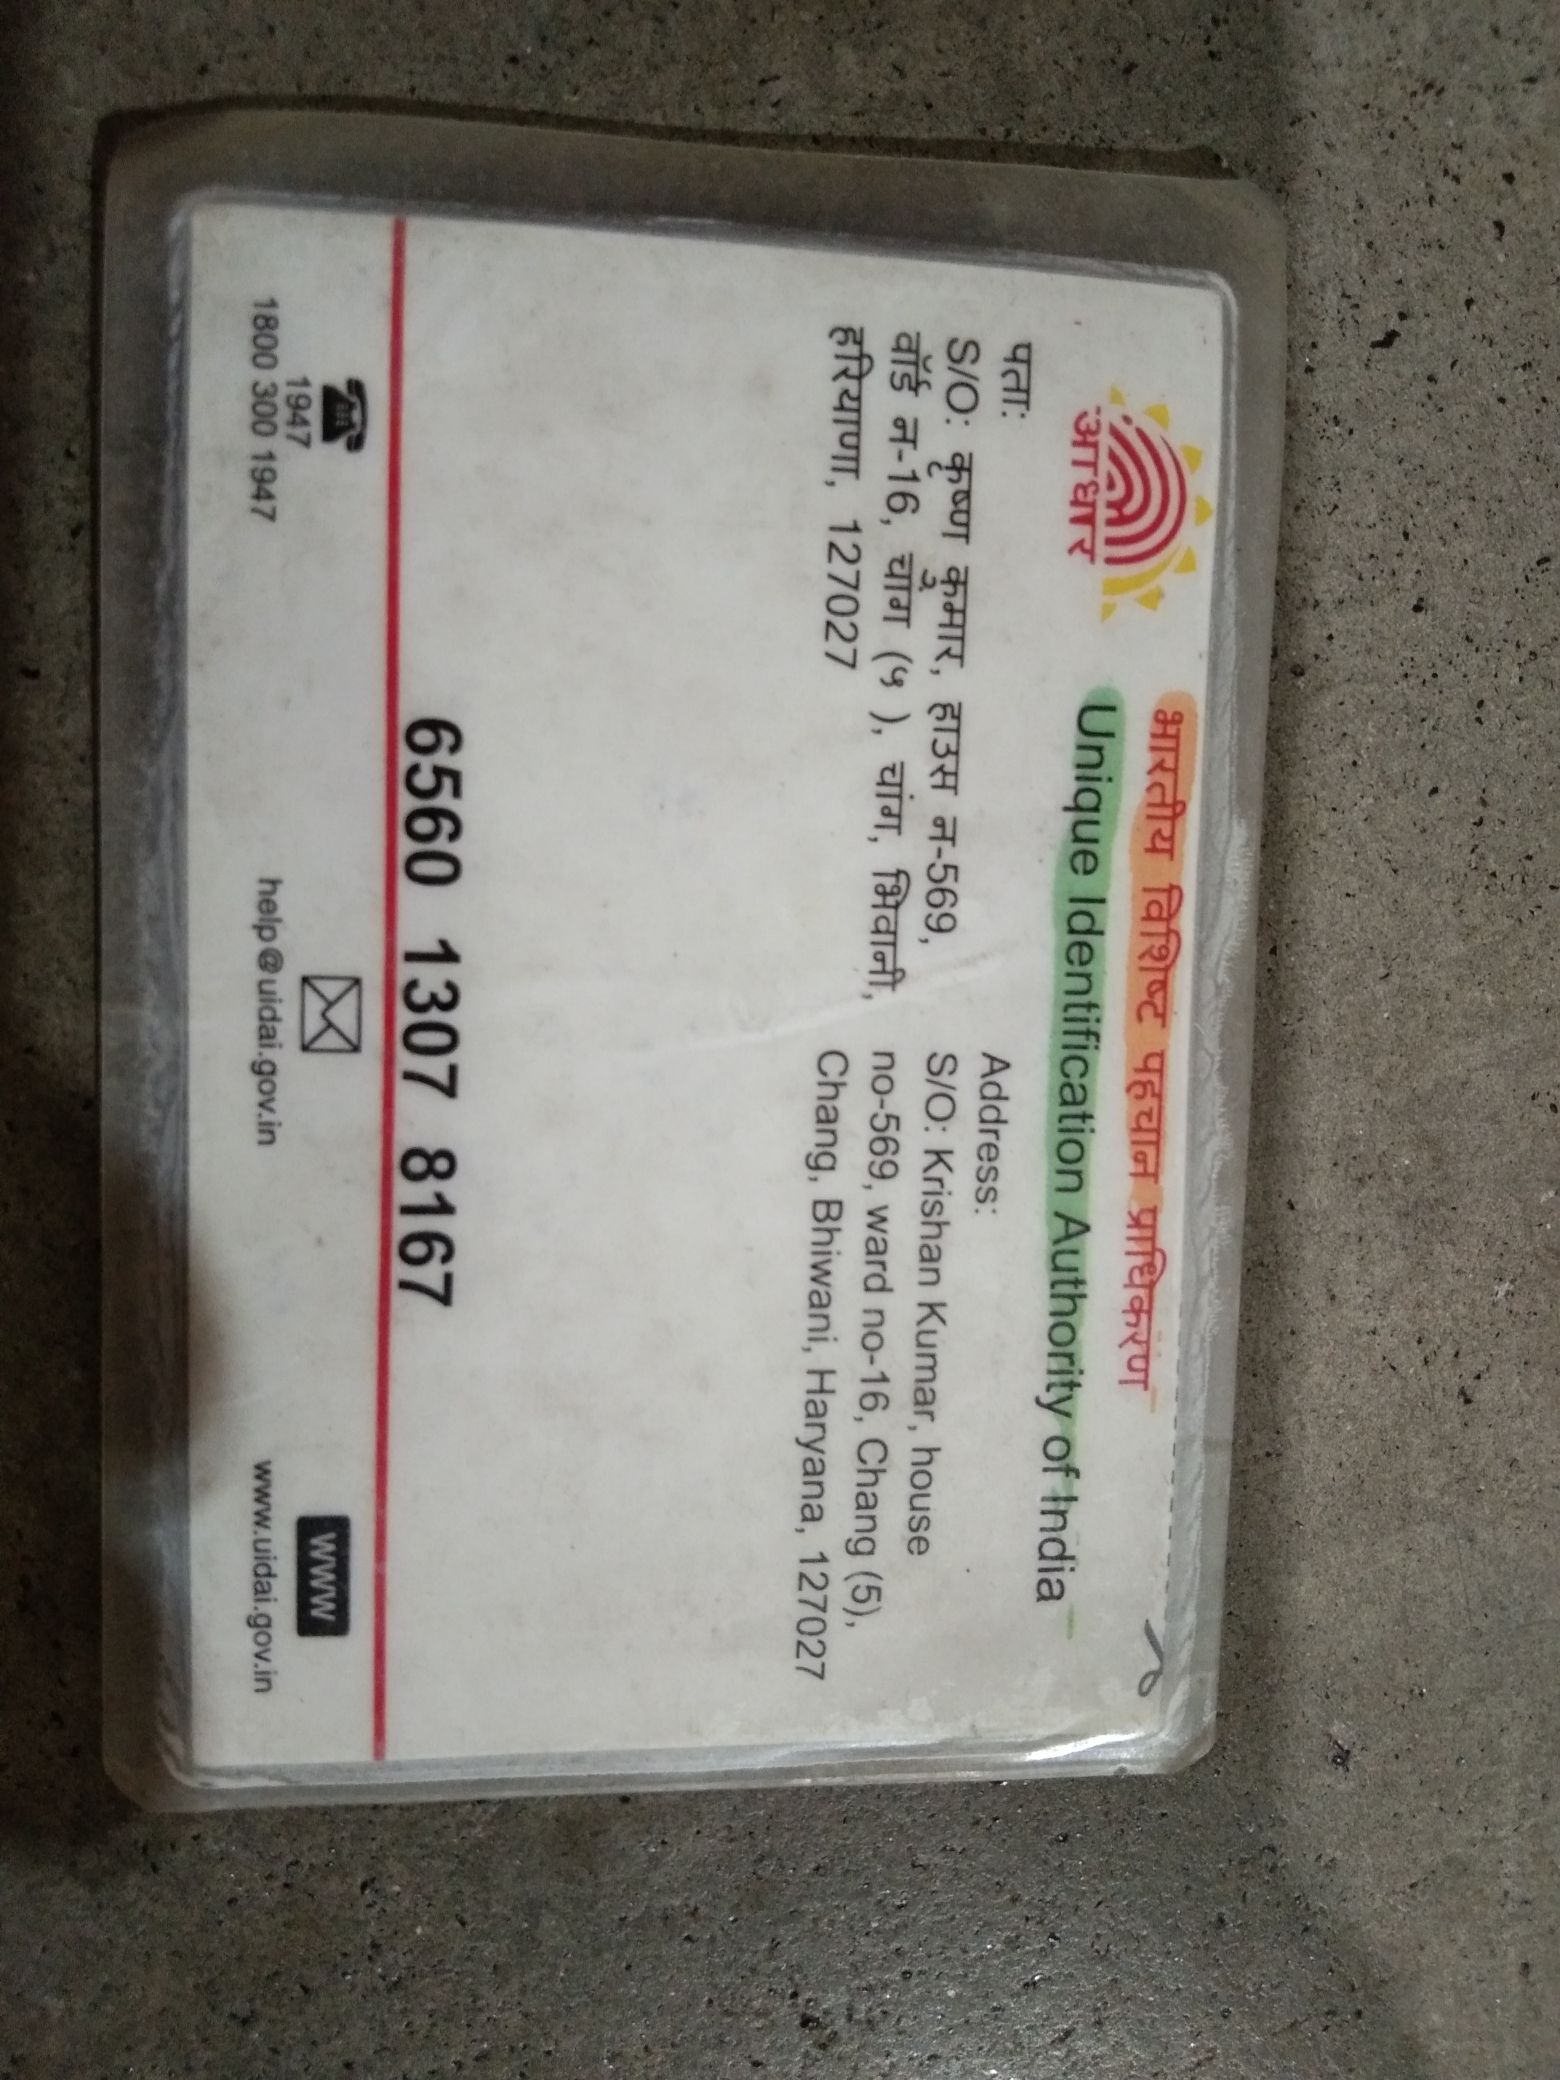 भारतीय विशिष्ट पहचान प्राधिकरण
Unique Identification Authority of India
आधार
पता:
S/O: कृष्ण कुमार, हाउस न-569,
वॉर्ड न-16, चांग (५ ), चांग, भिवानी,
हरियाणा, 127027
Address:
S/O: Krishan Kumar, house
no-569, ward no-16, Chang (5),
Chang, Bhiwani, Haryana, 127027
6560 1307 8167
1947
1800 300 1947
help@uidai.gov.in
www
www.uidai.gov.in